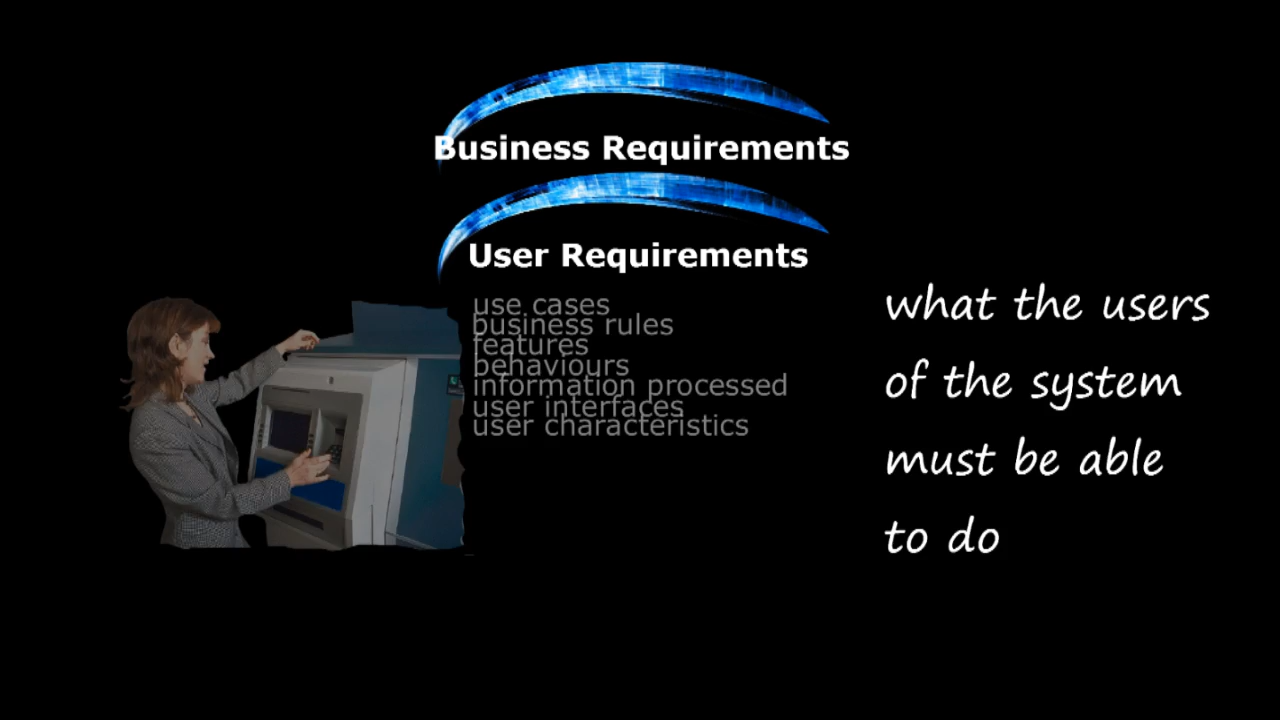 Business Requirements
User Requirements
use cases
business rules
features
behaviours
information processed
user interfaces
user characteristics
what the users
of the system
must be able
to do